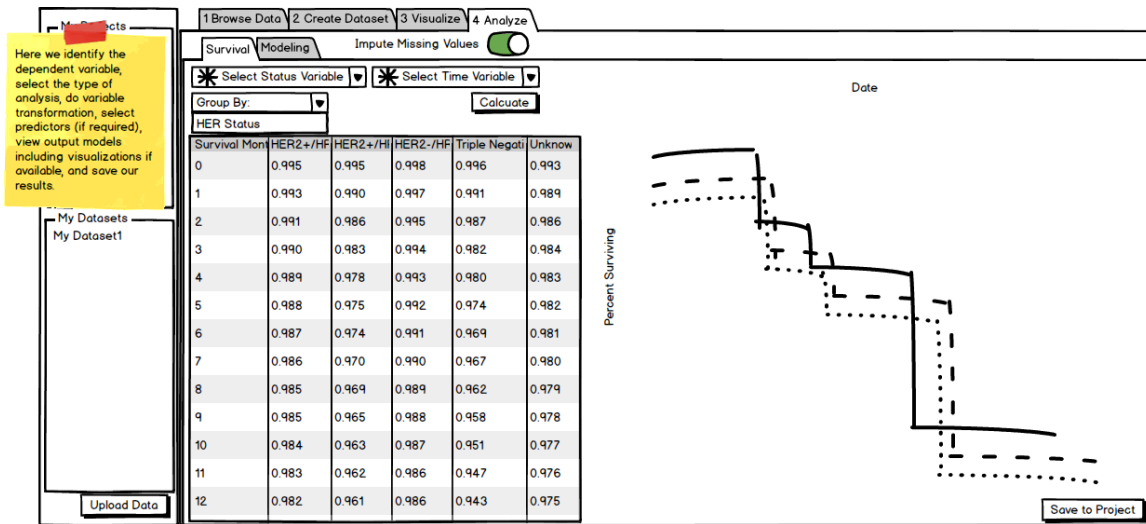 My Projects
1 Browse Data
2 Create Dataset
3 Visualize
4 Analyze
Here we identify the
dependent variable,
select the type of
analysis, do variable
transformation, select
predictors (if required),
view output models
including visualizations if
available, and save our
results.
My Datasets
My Dataset1
Upload Data
Survival
Modeling
Impute Missing Values
Select Status Variable
Select Time Variable
Group By:
Calcuate
HER Status
Survival Mont HER2+/HF HER2+/HI HER2-/HF Triple Negati Unknow
0 0.995 0.995 0.998 0.996 0.993
1 0.993 0.990 0.997 0.991 0.989
2 0.991 0.986 0.995 0.987 0.986
3 0.990 0.983 0.994 0.982 0.984
4 0.989 0.978 0.993 0.980 0.983
5 0.988 0.975 0.992 0.974 0.982
6 0.987 0.974 0.991 0.969 0.981
7 0.986 0.970 0.990 0.967 0.980
8 0.985 0.969 0.989 0.962 0.979
9 0.985 0.965 0.988 0.958 0.978
10 0.984 0.963 0.987 0.951 0.977
11 0.983 0.962 0.986 0.947 0.976
12 0.982 0.961 0.986 0.943 0.975
Date
Percent Surviving
Save to Project